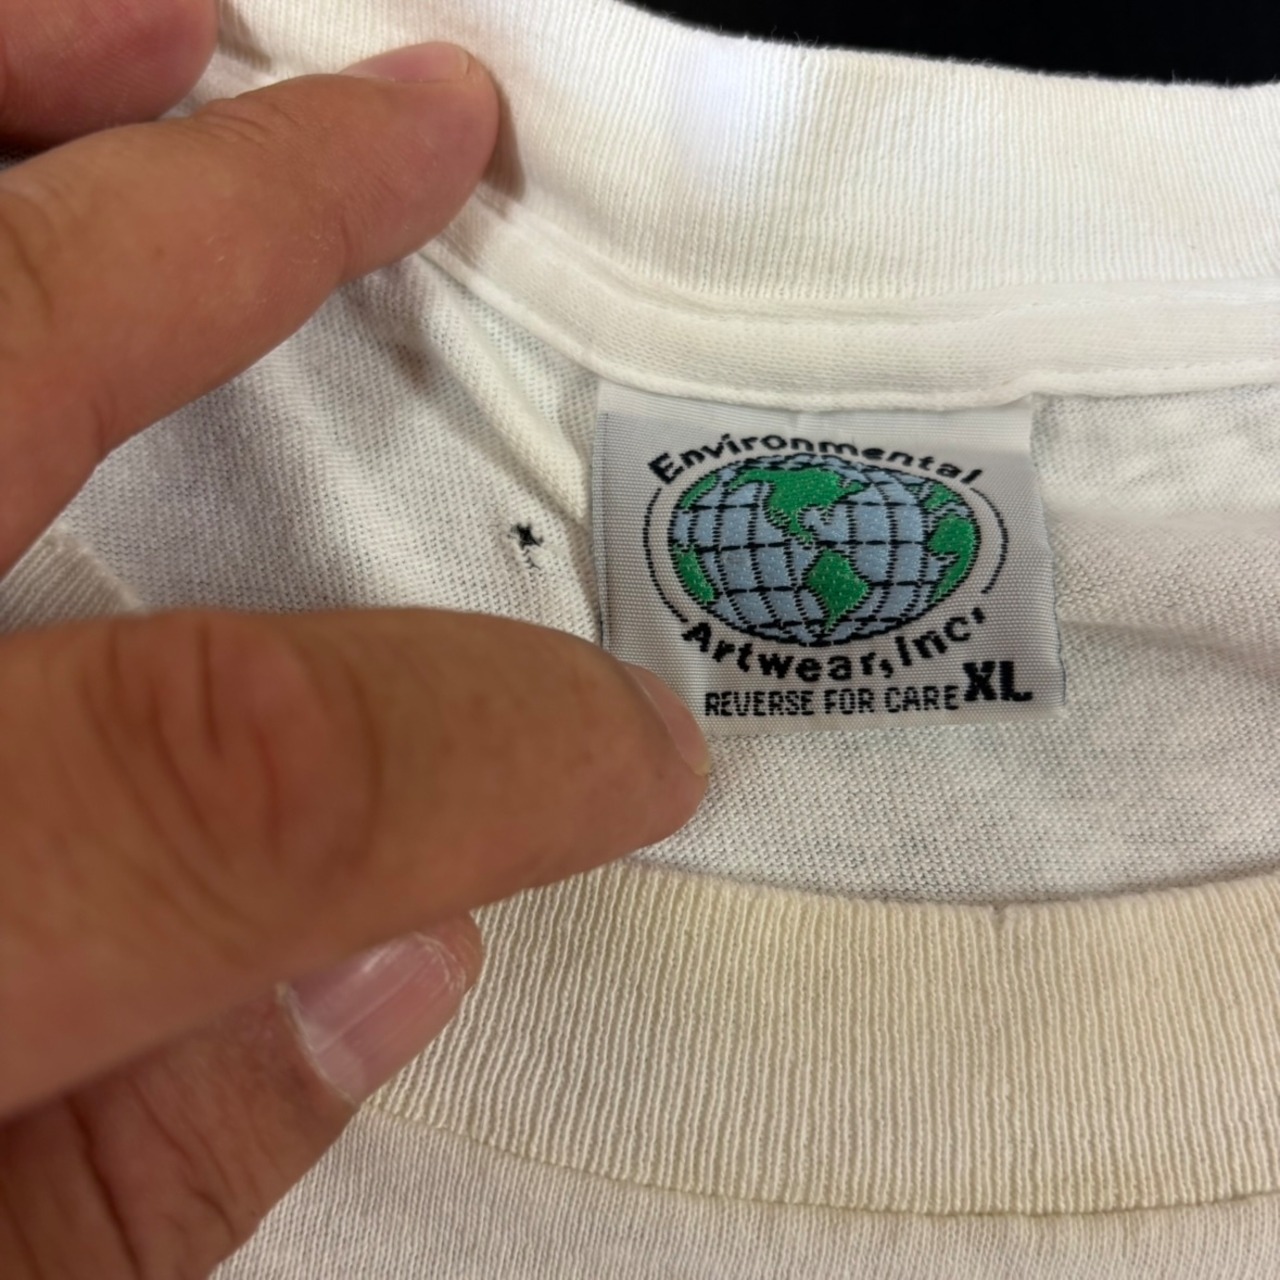 Environmental
Artwear, Inc.
REVERSE FOR CARE XL